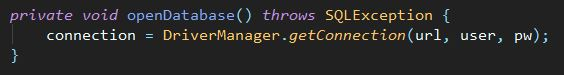 private void openDatabase() throws SQLException {
    connection = DriverManager.getConnection(url, user, pw);
}